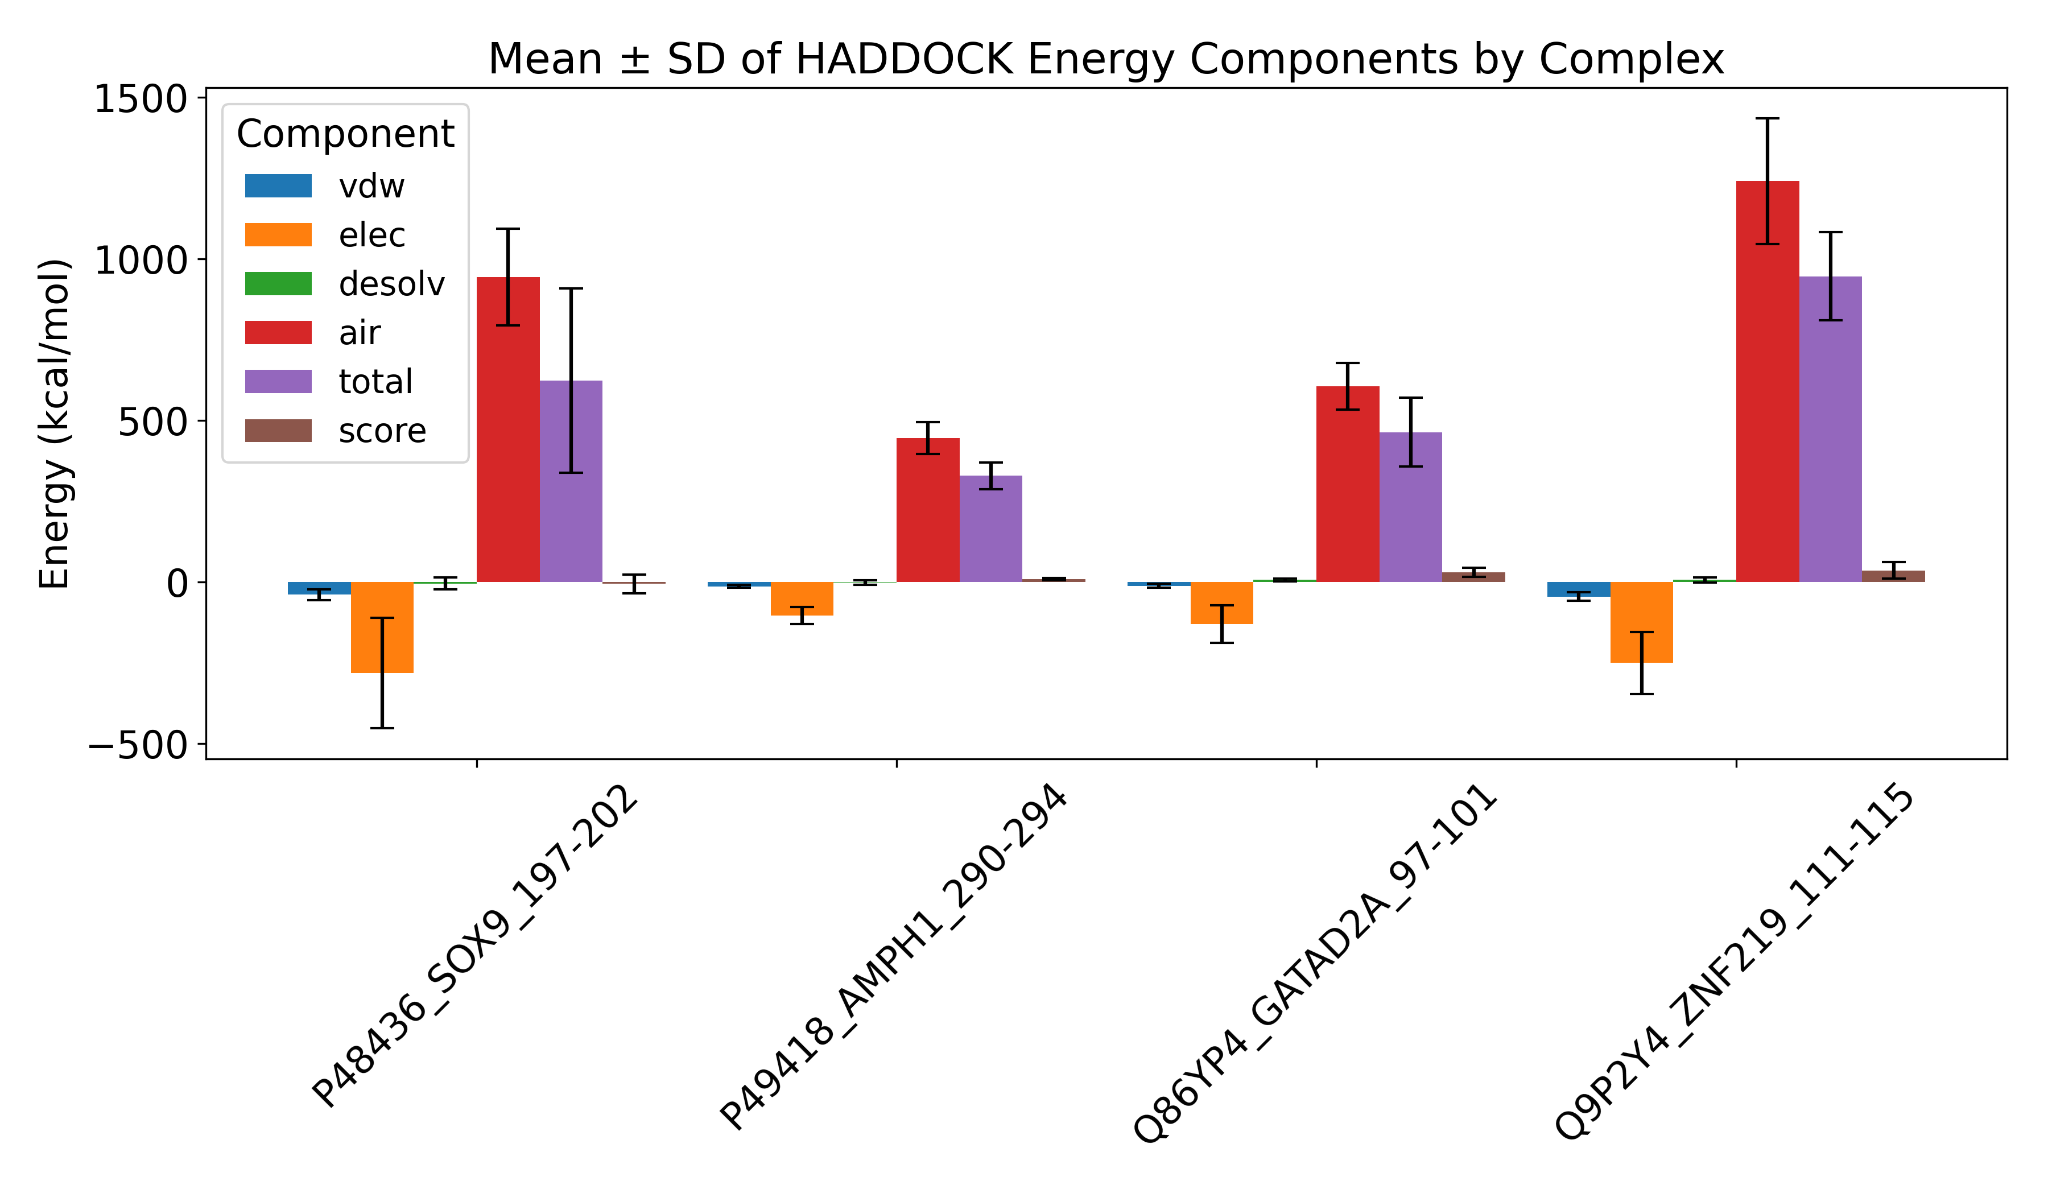 Mean ± SD of HADDOCK Energy Components by Complex
Energy (kcal/mol)
1500
1000
500
0
−500
Component
vdw
elec
desolv
air
total
score
P48436_SOX9_197-202
P49418_AMPH1_290-294
Q86YP4_GATAD2A_97-101
Q9P2Y4_ZNF219_111-115